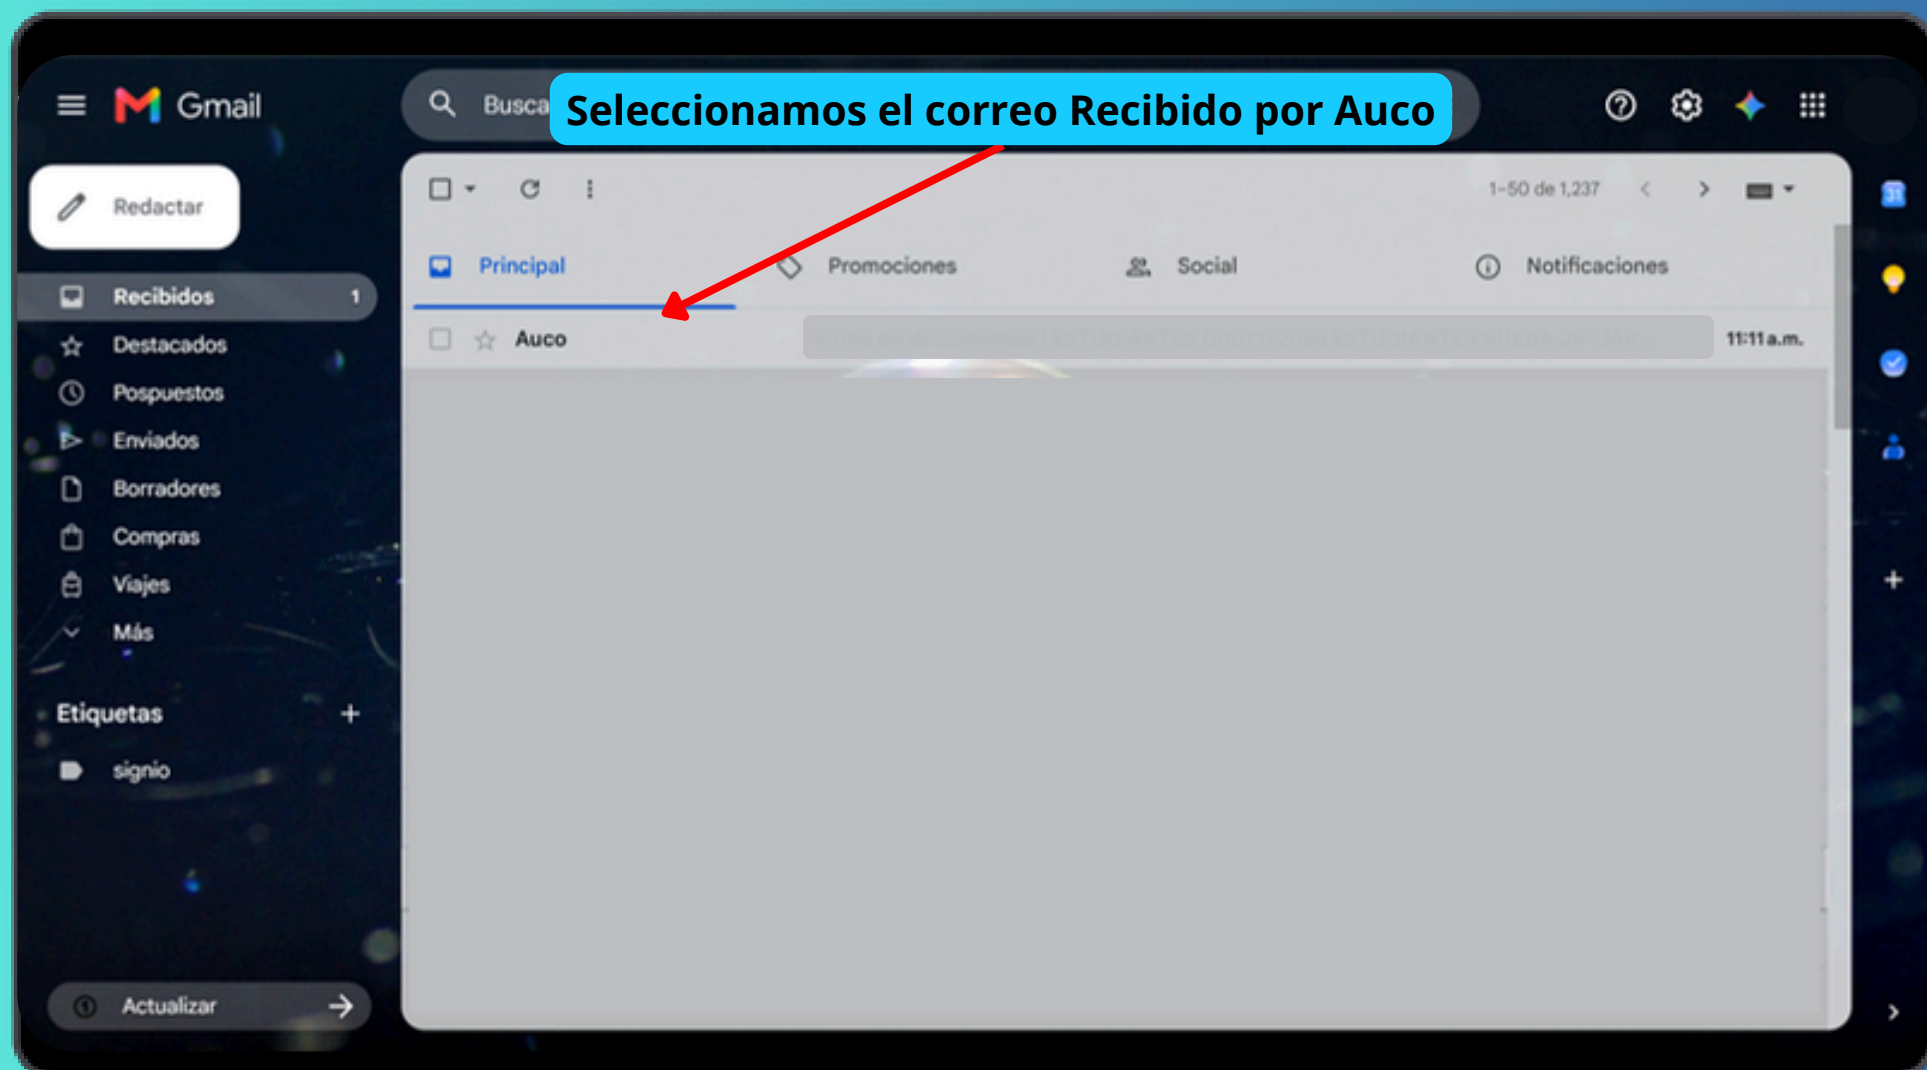 Gmail
Busca
Seleccionamos el correo Recibido por Auco
Redactar
1-50 de 1,237
31
Principal
Promociones
Social
Notificaciones
Recibidos 1
Auco
11:11 a.m.
Destacados
Pospuestos
Enviados
Borradores
Compras
Viajes
Más
Etiquetas
signio
Actualizar